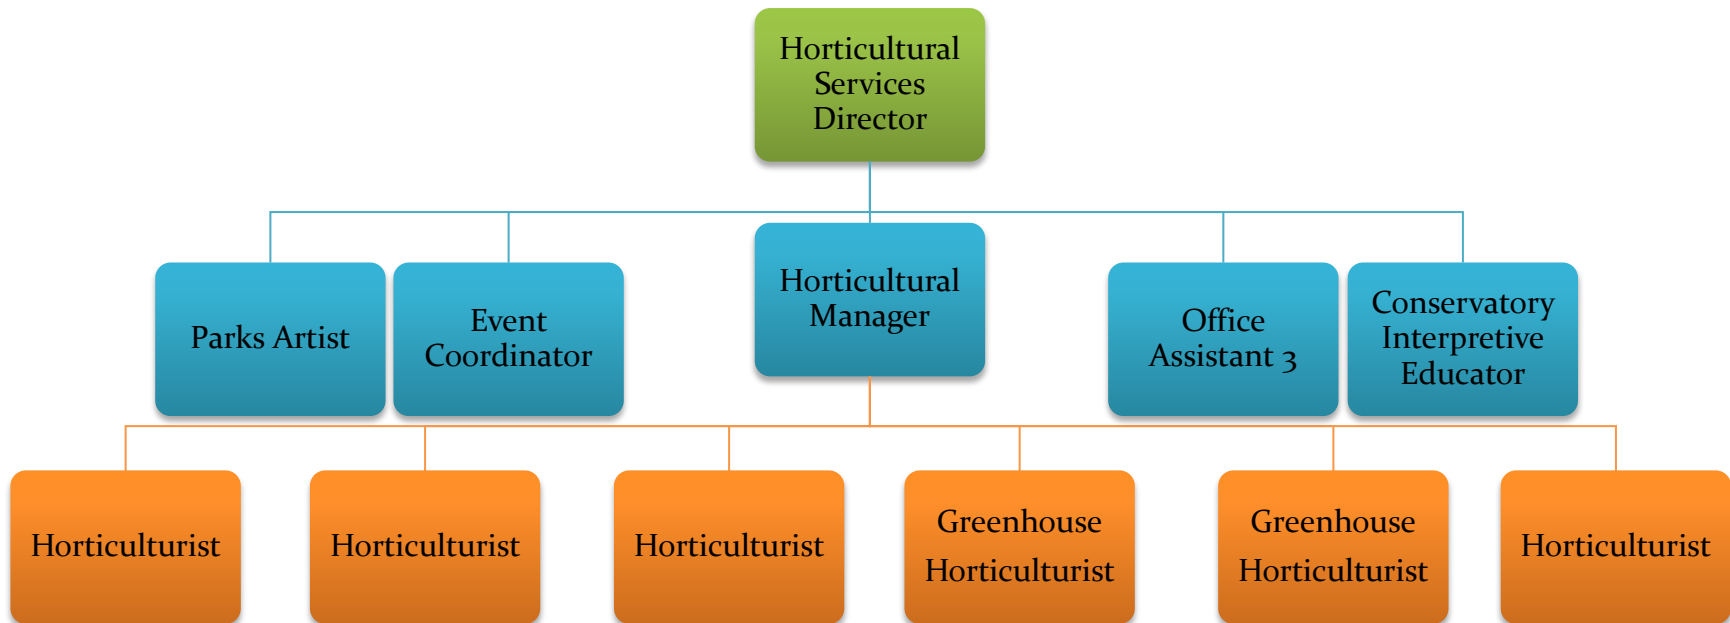 Horticultural
Services
Director
Parks Artist
Event
Coordinator
Horticultural
Manager
Office
Assistant 3
Conservatory
Interpretive
Educator
Horticulturist
Horticulturist
Horticulturist
Greenhouse
Horticulturist
Greenhouse
Horticulturist
Horticulturist